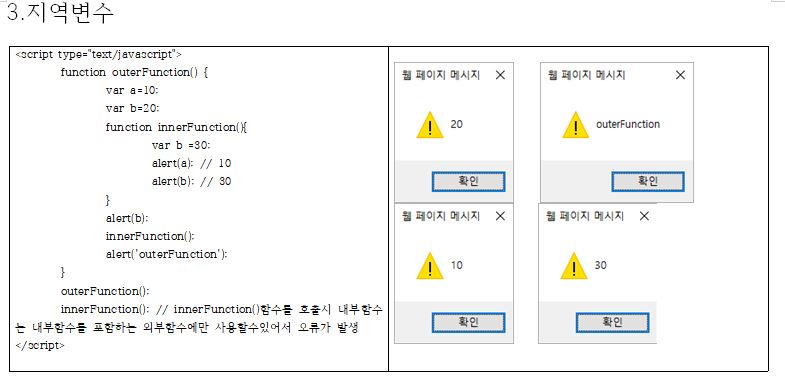 3.지역변수
<script type="text/javascript">
function outerFunction() {
var a=10;
var b=20;
function innerFunction(){
var b =30;
alert(a); // 10
alert(b); // 30
}
alert(b);
innerFunction();
alert('outerFunction');
}
outerFunction();
innerFunction(); // innerFunction()함수를 호출시 내부함수
는 내부함수를 포함하는 외부함수에만 사용할수있어서 오류가 발생
</script>
웹 페이지 메시지
20
확인
웹 페이지 메시지
outerFunction
확인
웹 페이지 메시지
10
확인
웹 페이지 메시지
30
확인